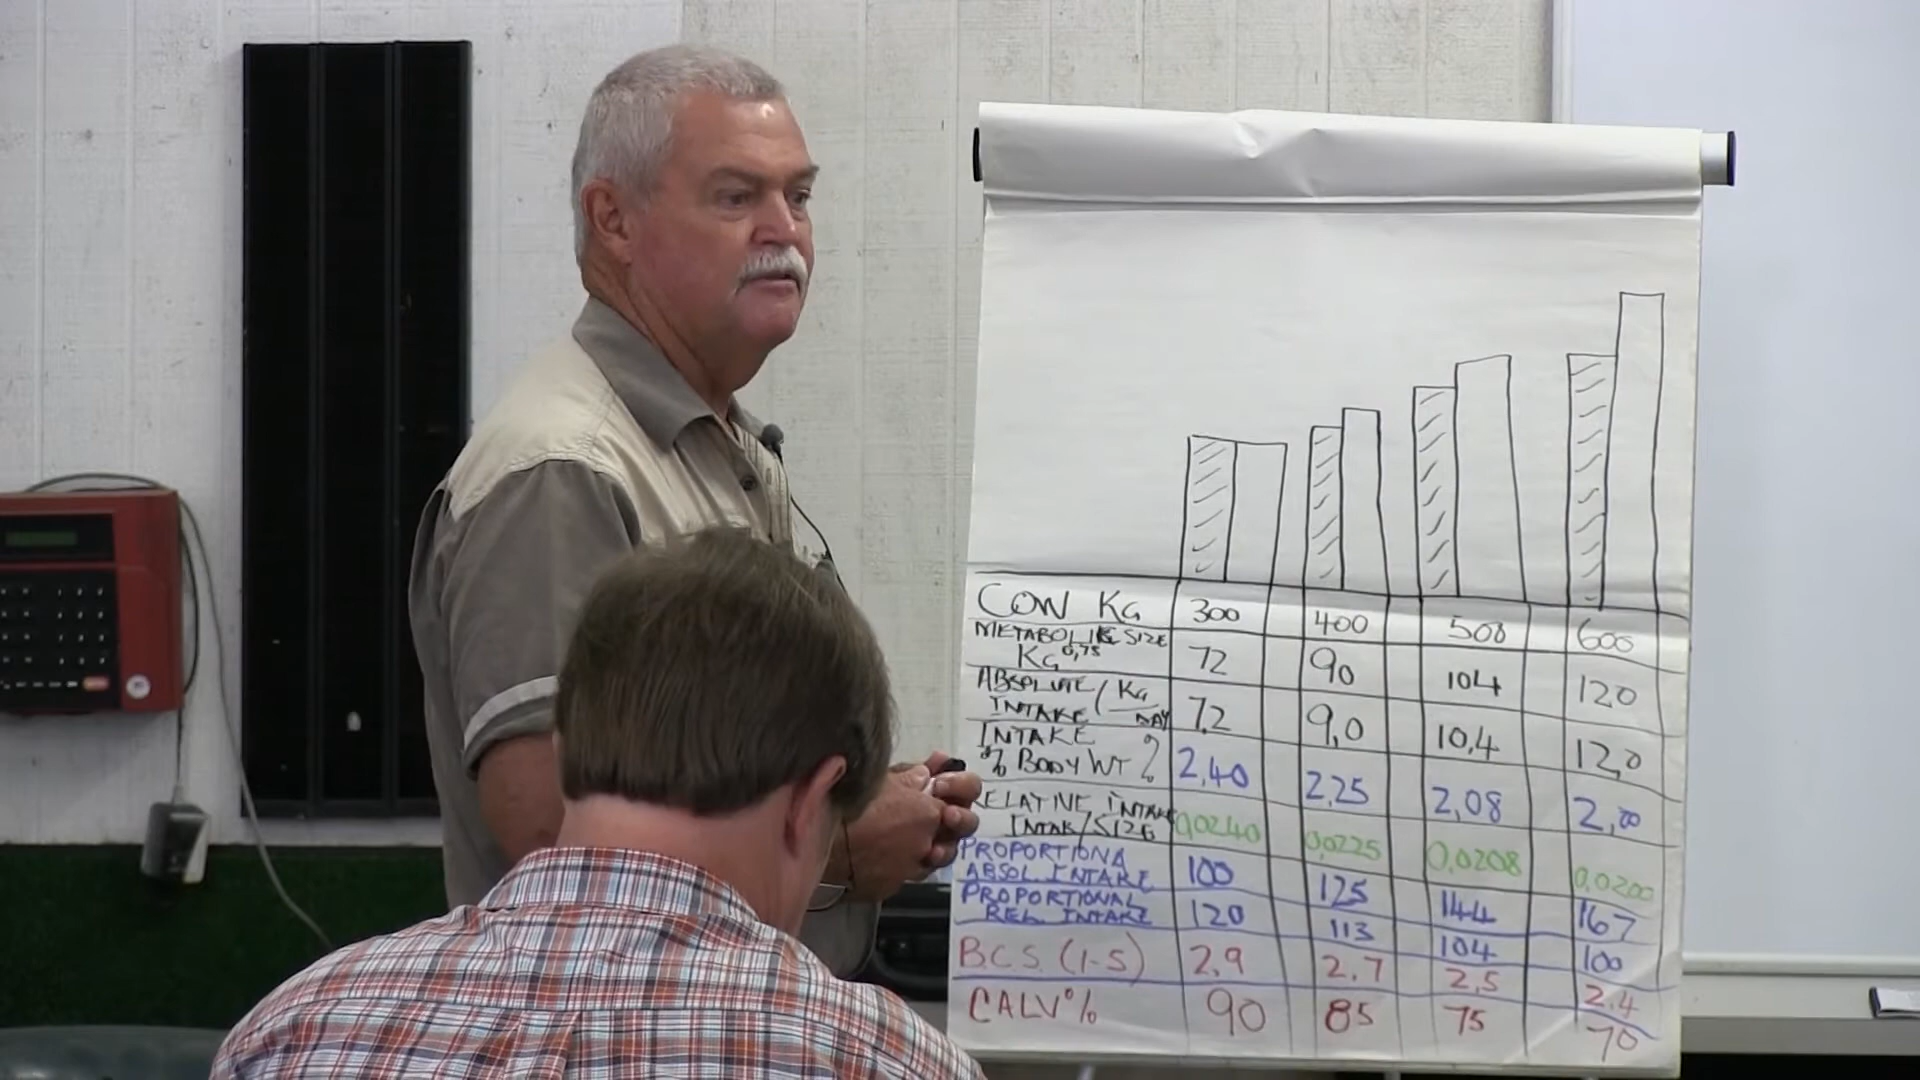 COW KG 300 400 500 600
METABOLIC SIZE
KG 0,75 72 90 104 120
ABSOLUTE / KG
INTAKE / DAY 7,2 9,0 10,4 12,0
INTAKE
% BODY WT ? 2,40 2,25 2,08 2,00
RELATIVE INTAKE
INTAK/SIZE 0,0240 0,0225 0,0208 0,0200
PROPORTIONA
ABSOL. INTAKE 100 125 144 167
PROPORTIONAL
REL. INTAKE 120 113 104 100
B.C.S. (1-5) 2,9 2,7 2,5 2,4
CALV % 90 85 75 70